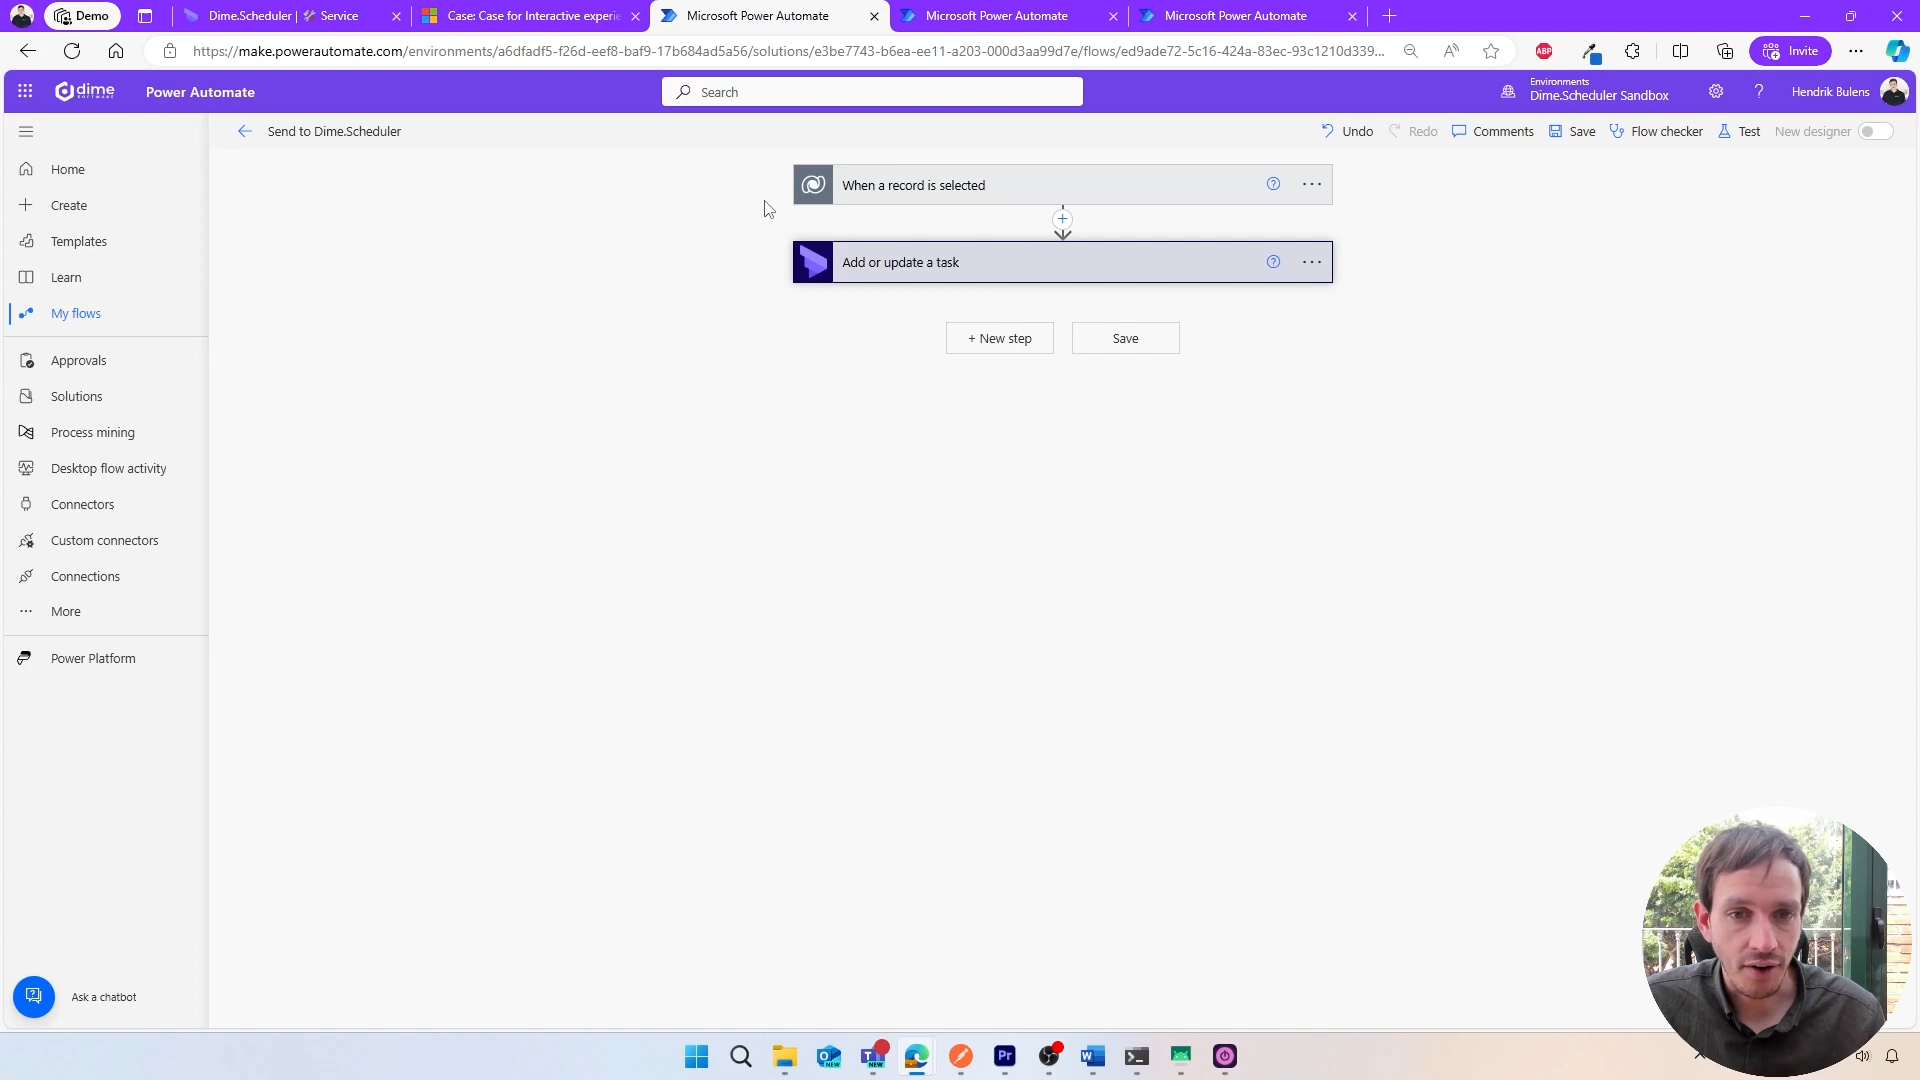 Demo
Dime.Scheduler | 🛠 Service
Case: Case for Interactive experie
Microsoft Power Automate
Microsoft Power Automate
Microsoft Power Automate
https://make.powerautomate.com/environments/a6dfadf5-f26d-eef8-baf9-17b684ad5a56/solutions/e3be7743-b6ea-ee11-a203-000d3aa99d7e/flows/ed9ade72-5c16-424a-83ec-93c1210d339...
ABP
Invite
dime
SOFTWARE
Power Automate
Search
Environments
Dime.Scheduler Sandbox
Hendrik Bulens
Send to Dime.Scheduler
Undo
Redo
Comments
Save
Flow checker
Test
New designer
Home
Create
Templates
Learn
My flows
Approvals
Solutions
Process mining
Desktop flow activity
Connectors
Custom connectors
Connections
More
Power Platform
Ask a chatbot
When a record is selected
Add or update a task
+ New step
Save
NEW
NEW
Pr